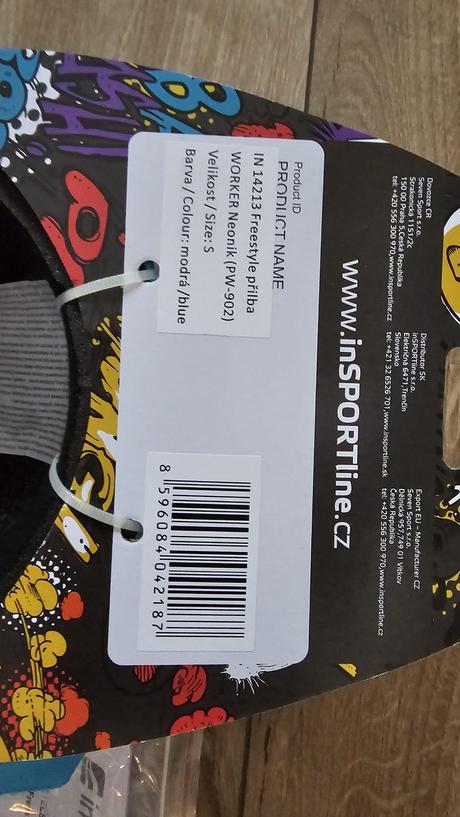 Dovozce ČR
Seven Sport s.r.o.
Strakonická 1151/2c
150 00 Praha 5,Česká Republika
tel: +420 556 300 970,www.insportline.cz
Distributor SK
inSPORTline s.r.o.
Električná 6471,Trenčín
Slovensko
tel: +421 32 6526 701,www.insportline.sk
Export EU - Manufacturer CZ
Seven Sport s.r.o.
Dělnická 957,749 01 Vítkov
Česká Republika
tel: +420 556 300 970,www.insportline.cz
www.inSPORTline.cz
Product ID
PRODUCT NAME
IN 14213 Freestyle přilba
WORKER Neonik (PW-902)
Velikost / Size: S
Barva / Colour: modrá /blue
8 596084 042187